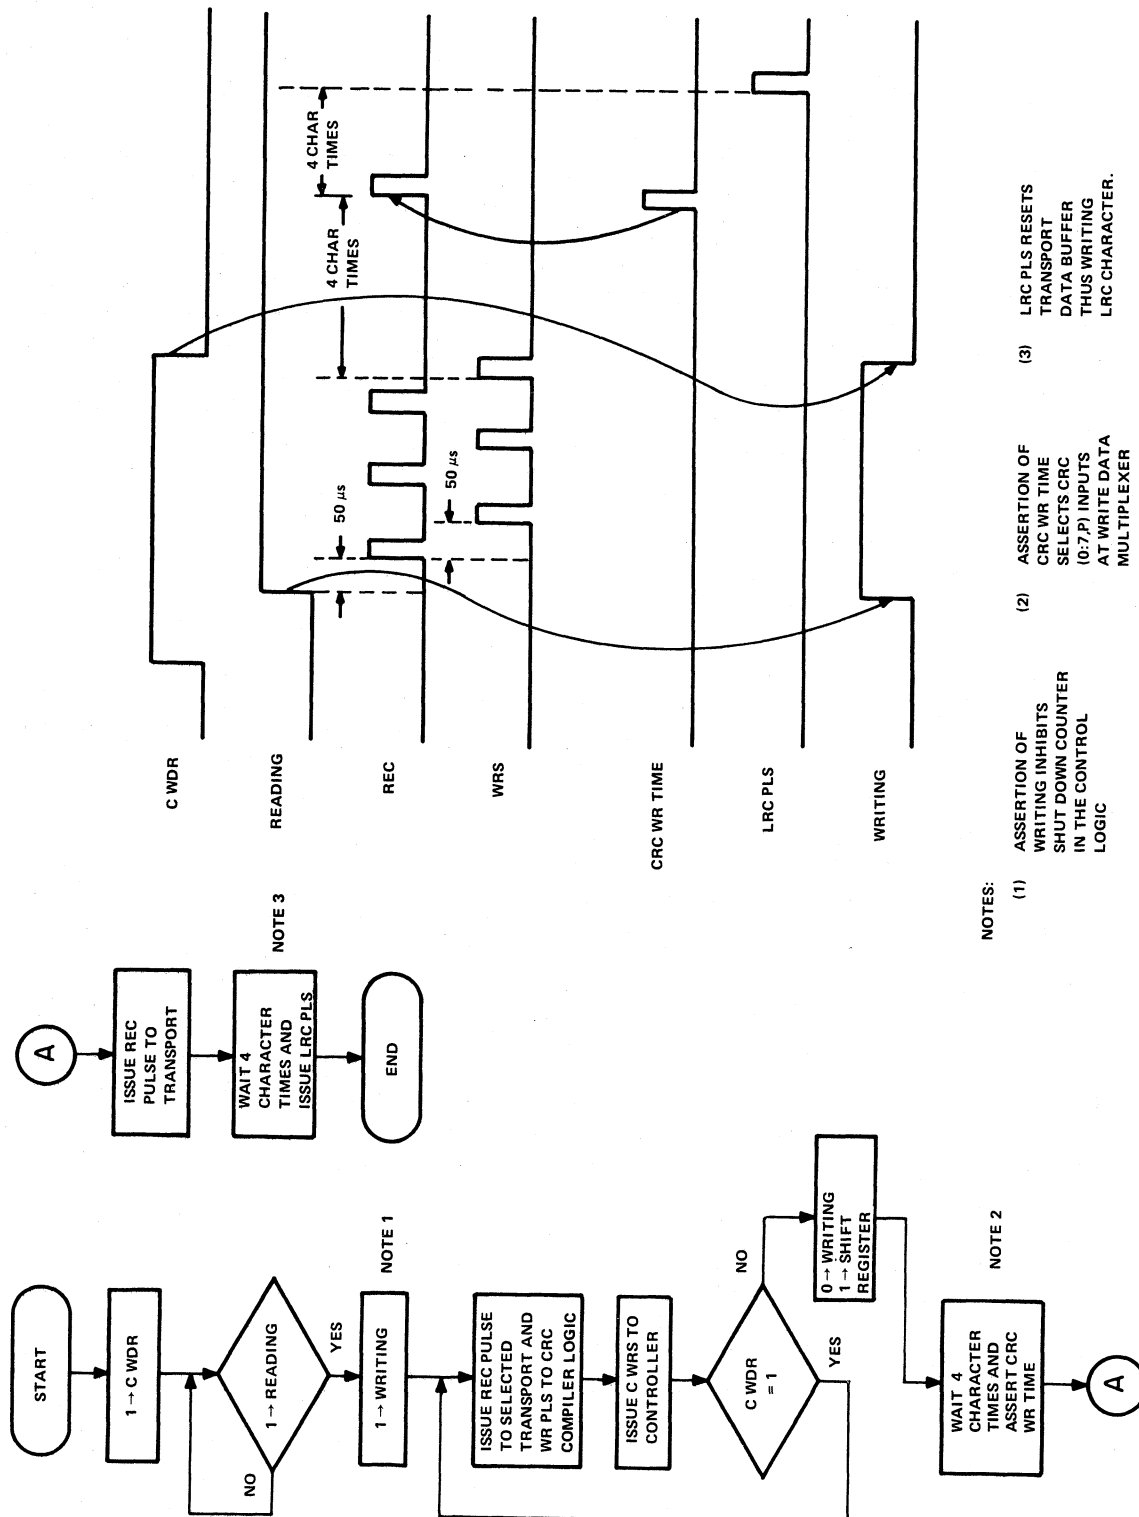 START
1 → C WDR
1 → READING
NO
YES
1 → WRITING
NOTE 1
ISSUE REC PULSE
TO SELECTED
TRANSPORT AND
WR PLS TO CRC
COMPILER LOGIC
ISSUE C WRS TO
CONTROLLER
C WDR
= 1
NO
YES
0 → WRITING
1 → SHIFT
REGISTER
WAIT 4
CHARACTER
TIMES AND
ASSERT CRC
WR TIME
NOTE 2
A
A
ISSUE REC
PULSE TO
TRANSPORT
WAIT 4
CHARACTER
TIMES AND
ISSUE LRC PLS
NOTE 3
END
C WDR
READING
REC
50 µs
4 CHAR
TIMES
4 CHAR
TIMES
WRS
50 µs
CRC WR TIME
LRC PLS
WRITING
NOTES:
(1) ASSERTION OF
WRITING INHIBITS
SHUT DOWN COUNTER
IN THE CONTROL
LOGIC
(2) ASSERTION OF
CRC WR TIME
SELECTS CRC
(0:7,P) INPUTS
AT WRITE DATA
MULTIPLEXER
(3) LRC PLS RESETS
TRANSPORT
DATA BUFFER
THUS WRITING
LRC CHARACTER.